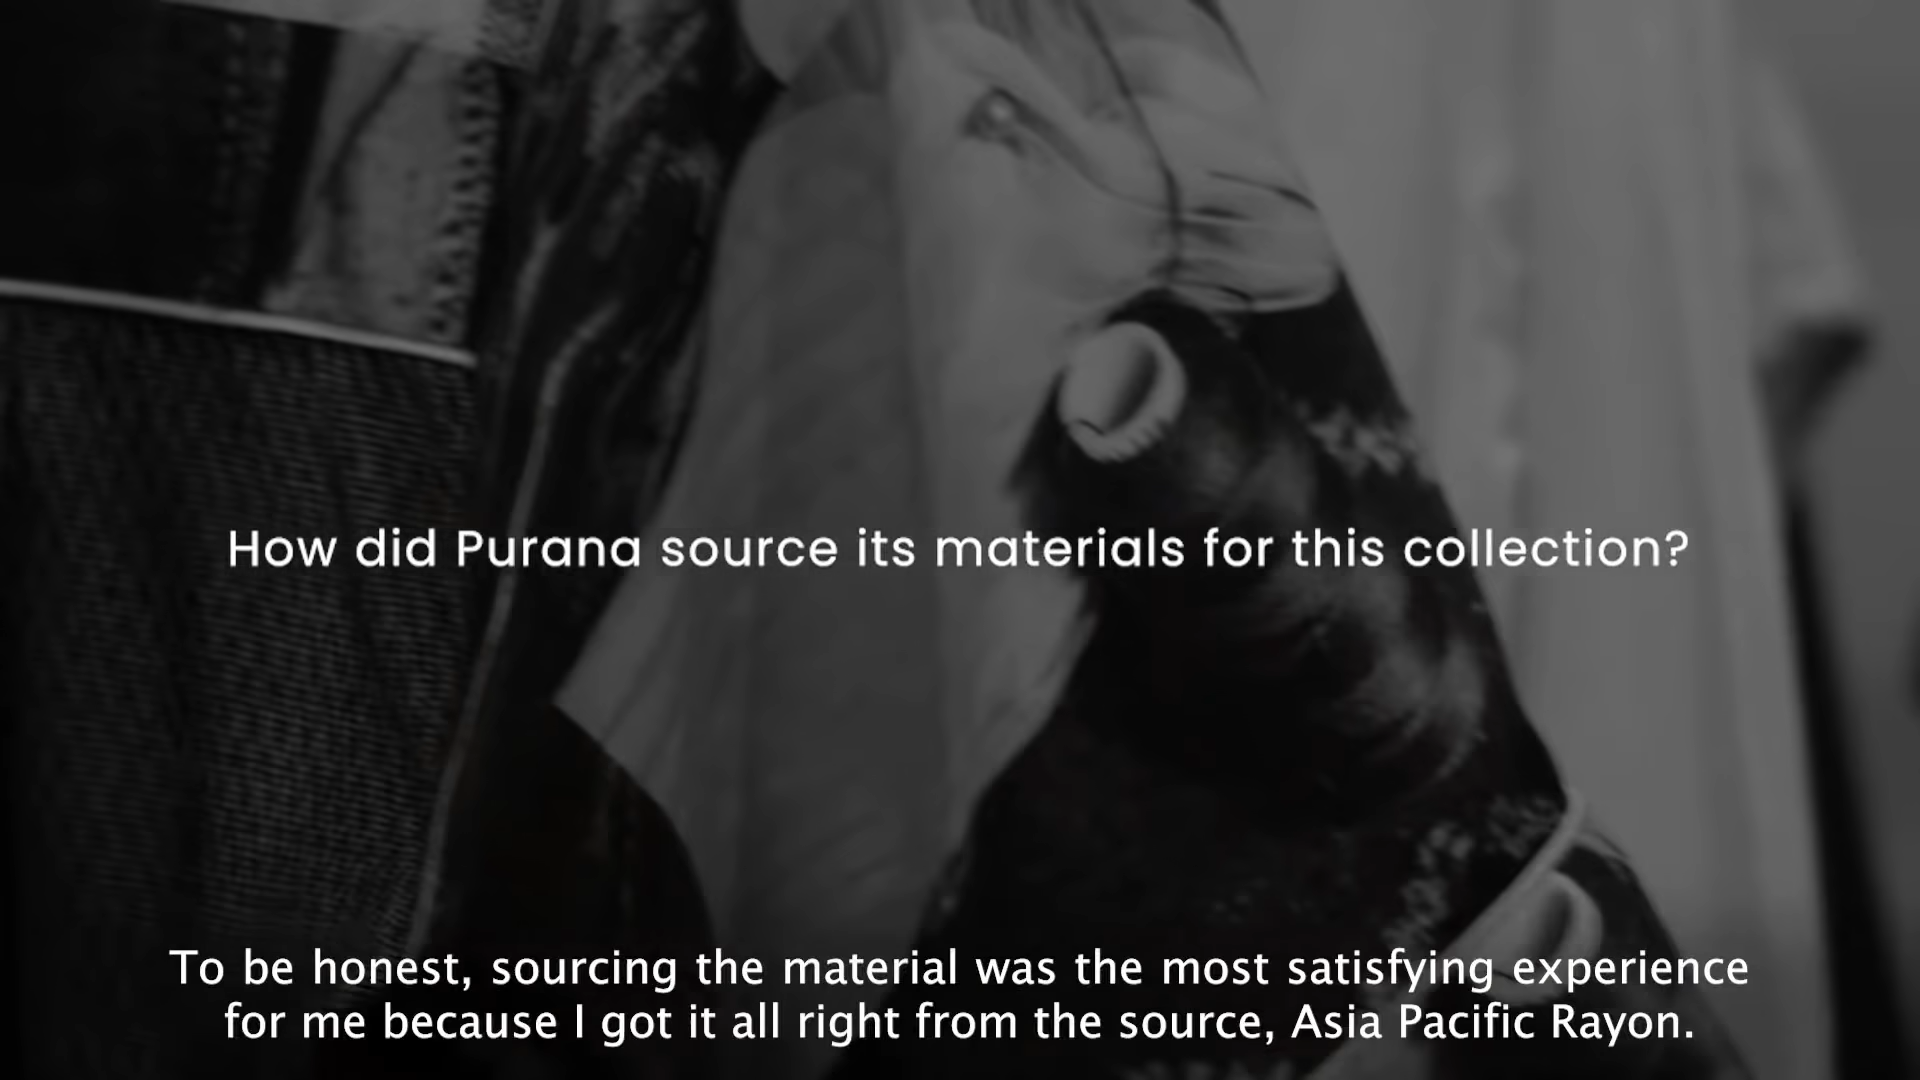 How did Purana source its materials for this collection?
To be honest, sourcing the material was the most satisfying experience
for me because I got it all right from the source, Asia Pacific Rayon.